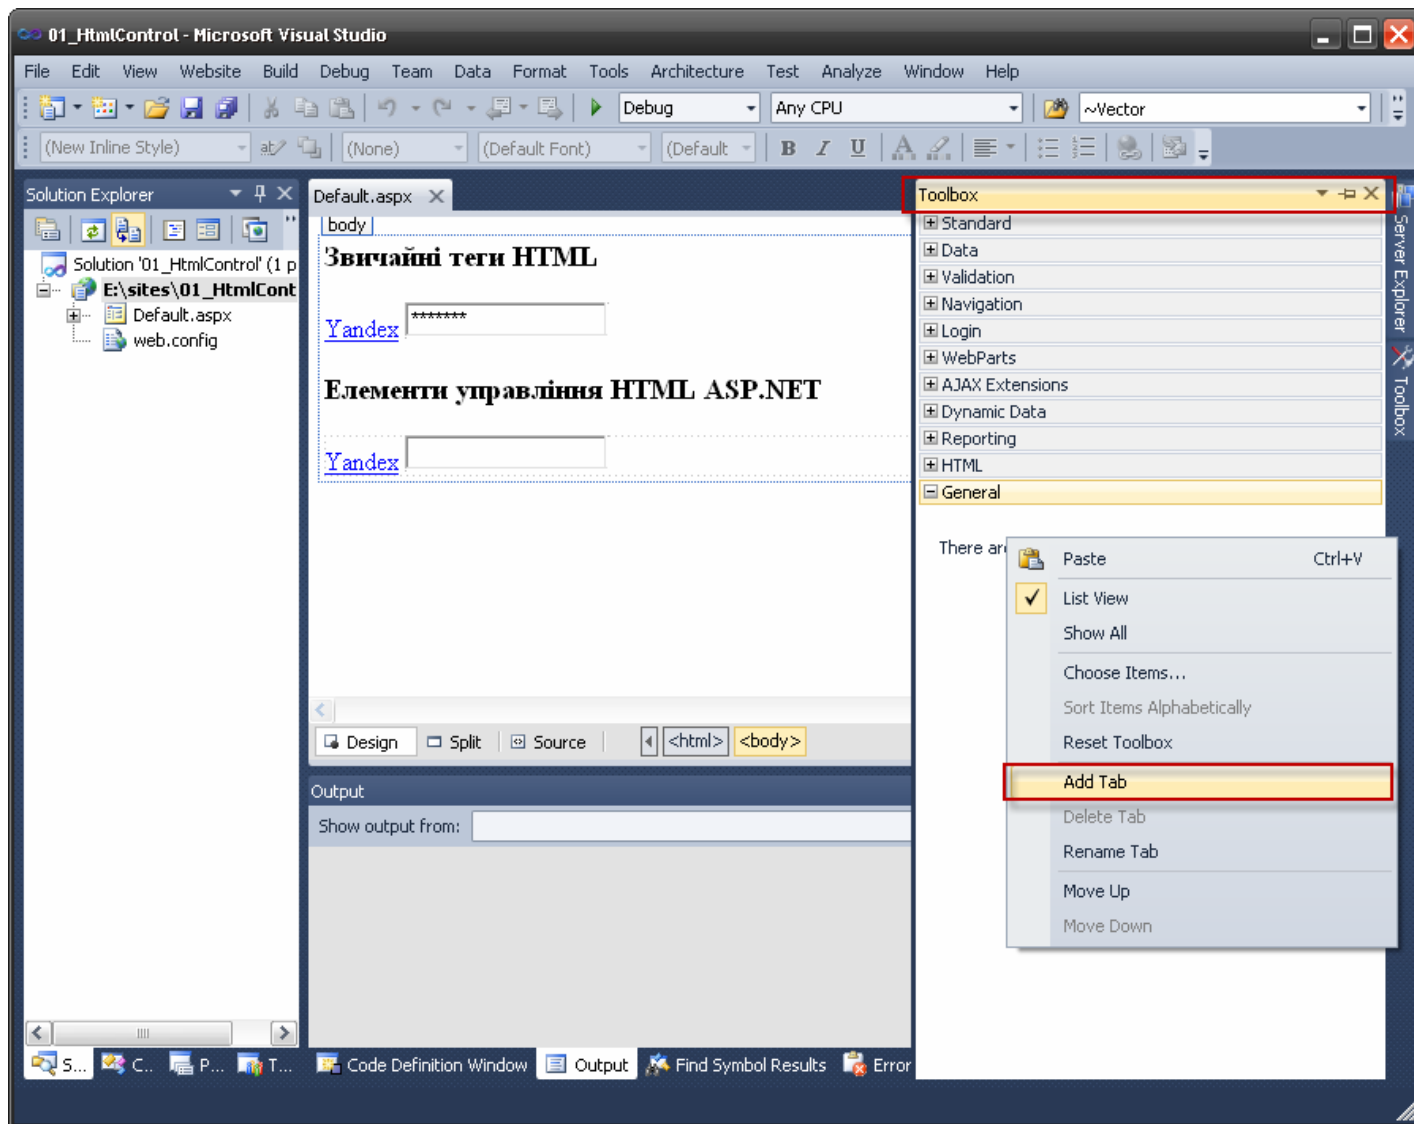 01_HtmlControl - Microsoft Visual Studio
File Edit View Website Build Debug Team Data Format Tools Architecture Test Analyze Window Help
Debug Any CPU ~Vector
(New Inline Style) (None) (Default Font) (Default B I U A
Solution Explorer
Solution '01_HtmlControl' (1 p
E:\sites\01_HtmlCont
Default.aspx
web.config
S... C.. P... T...
Default.aspx
body
Звичайні теги HTML
Yandex *******
Елементи управління HTML ASP.NET
Yandex
Design Split Source <html> <body>
Output
Show output from:
Code Definition Window Output Find Symbol Results Error
Toolbox
Standard
Data
Validation
Navigation
Login
WebParts
AJAX Extensions
Dynamic Data
Reporting
HTML
General
There are
Paste Ctrl+V
List View
Show All
Choose Items...
Sort Items Alphabetically
Reset Toolbox
Add Tab
Delete Tab
Rename Tab
Move Up
Move Down
Server Explorer
Toolbox